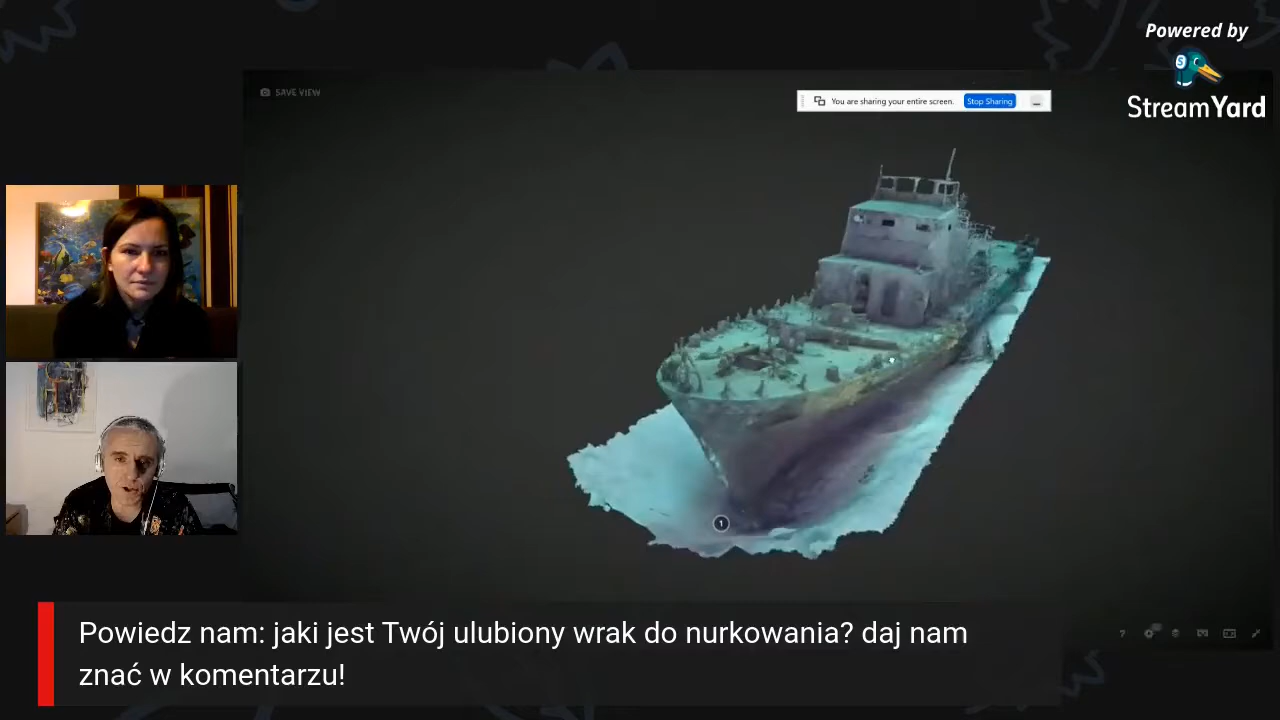 Powered by
StreamYard
SAVE VIEW
You are sharing your entire screen.
Stop Sharing
1
?
Powiedz nam: jaki jest Twój ulubiony wrak do nurkowania? daj nam
znać w komentarzu!